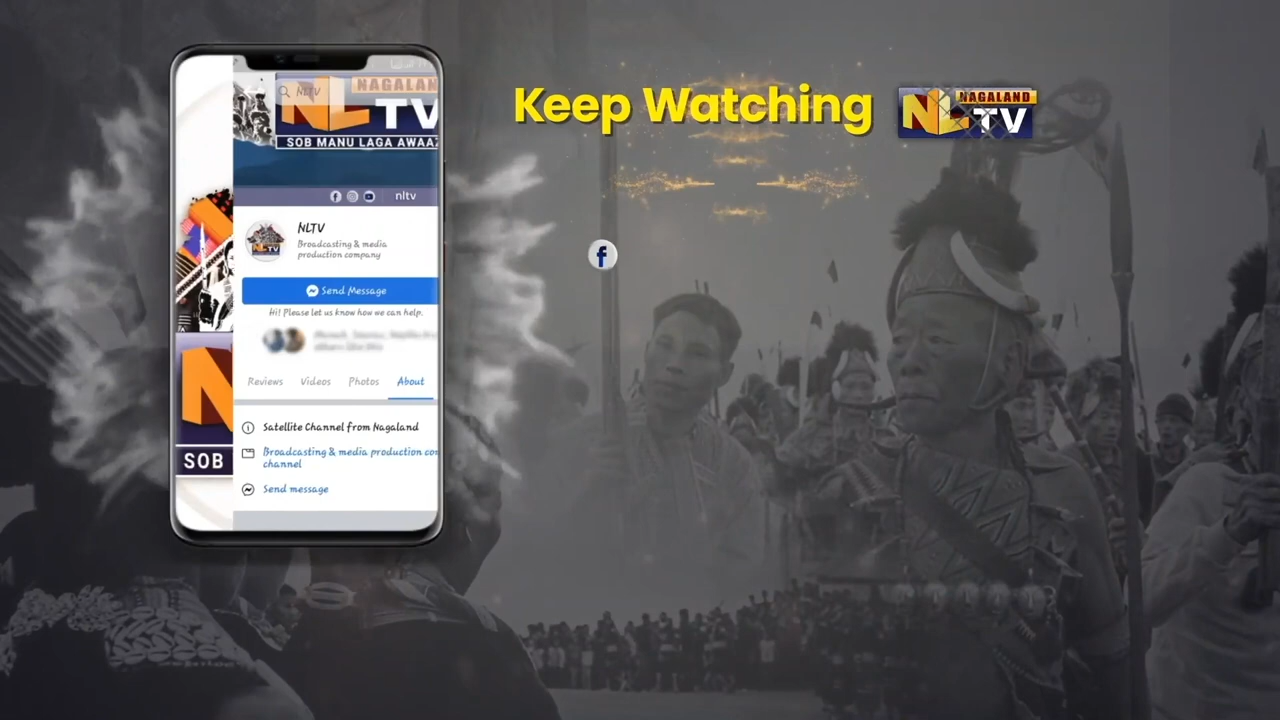 Keep Watching
NAGALAND
NLTV
NAGALAN
NLTV
NLTV
SOB MANU LAGA AWAAZ
nltv
NLTV
Broadcasting & media
production company
Send Message
Hi! Please let us know how we can help.
Reviews Videos Photos About
Satellite Channel from Nagaland
Broadcasting & media production
channel
Send message
N
SOB